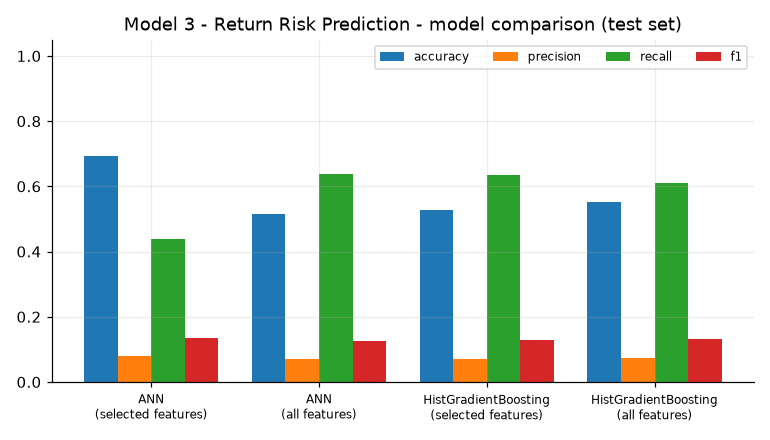 Model 3 - Return Risk Prediction - model comparison (test set)
accuracy precision recall f1
1.0
0.8
0.6
0.4
0.2
0.0
ANN
(selected features)
ANN
(all features)
HistGradientBoosting
(selected features)
HistGradientBoosting
(all features)